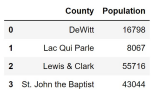 County Population
0 DeWitt 16798
1 Lac Qui Parle 8067
2 Lewis & Clark 55716
3 St. John the Baptist 43044